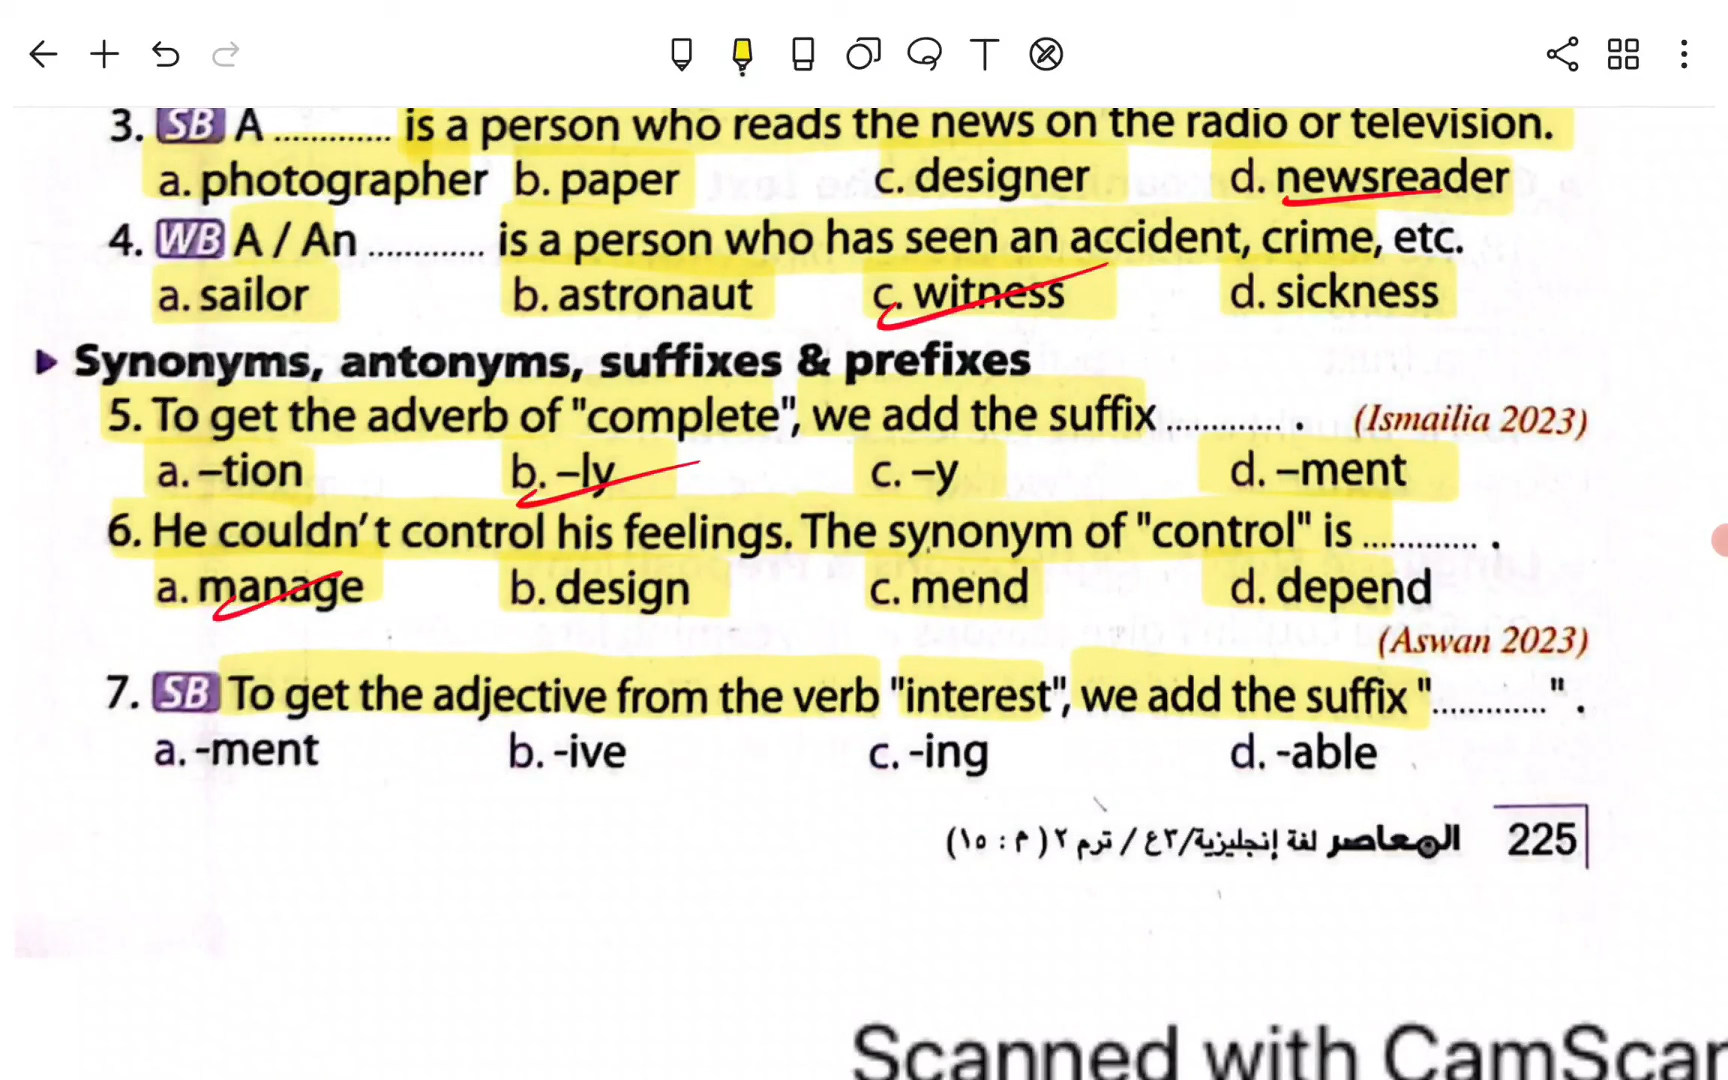 3. SB A ............. is a person who reads the news on the radio or television.
a. photographer b. paper c. designer d. newsreader
4. WB A / An ............. is a person who has seen an accident, crime, etc.
a. sailor b. astronaut c. witness d. sickness
Synonyms, antonyms, suffixes & prefixes
5. To get the adverb of "complete", we add the suffix ............. . (Ismailia 2023)
a. –tion b. –ly c. –y d. –ment
6. He couldn't control his feelings. The synonym of "control" is ............. .
a. manage b. design c. mend d. depend
(Aswan 2023)
7. SB To get the adjective from the verb "interest", we add the suffix "............." .
a. -ment b. -ive c. -ing d. -able
المعاصر لغة إنجليزية/٣ع / ترم ٢ (م : ١٥) 225
Scanned with CamScan